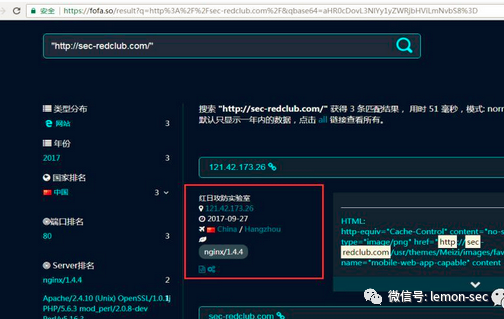 安全 https://fofa.so/result?q=http%3A%2F%2Fsec-redclub.com%2F&qbase64=aHR0cDovL3NlYy1yZWRjbHViLmNvbS8%3D
"http://sec-redclub.com/"
类型分布
网站 3
年份
2017 3
国家排名
中国 3
端口排名
80 3
Server排名
nginx/1.4.4 2
Apache/2.4.10 (Unix) OpenSSL/1.0.1j PHP/5.6.3 mod_perl/2.0.8-dev 1
搜索 "http://sec-redclub.com/" 获得 3 条匹配结果， 用时 51 毫秒，模式: norm
默认只显示一年内的数据，点击 all 链接查看所有。
121.42.173.26
红日攻防实验室
121.42.173.26
2017-09-27
China / Hangzhou
nginx/1.4.4
HTML:
http-equiv="Cache-Control" content="no-s
type="image/png" href="http://sec-
redclub.com/usr/themes/Meizi/images/fav
name="mobile-web-app-capable" content
sec-redclub.com
微信号: lemon-sec